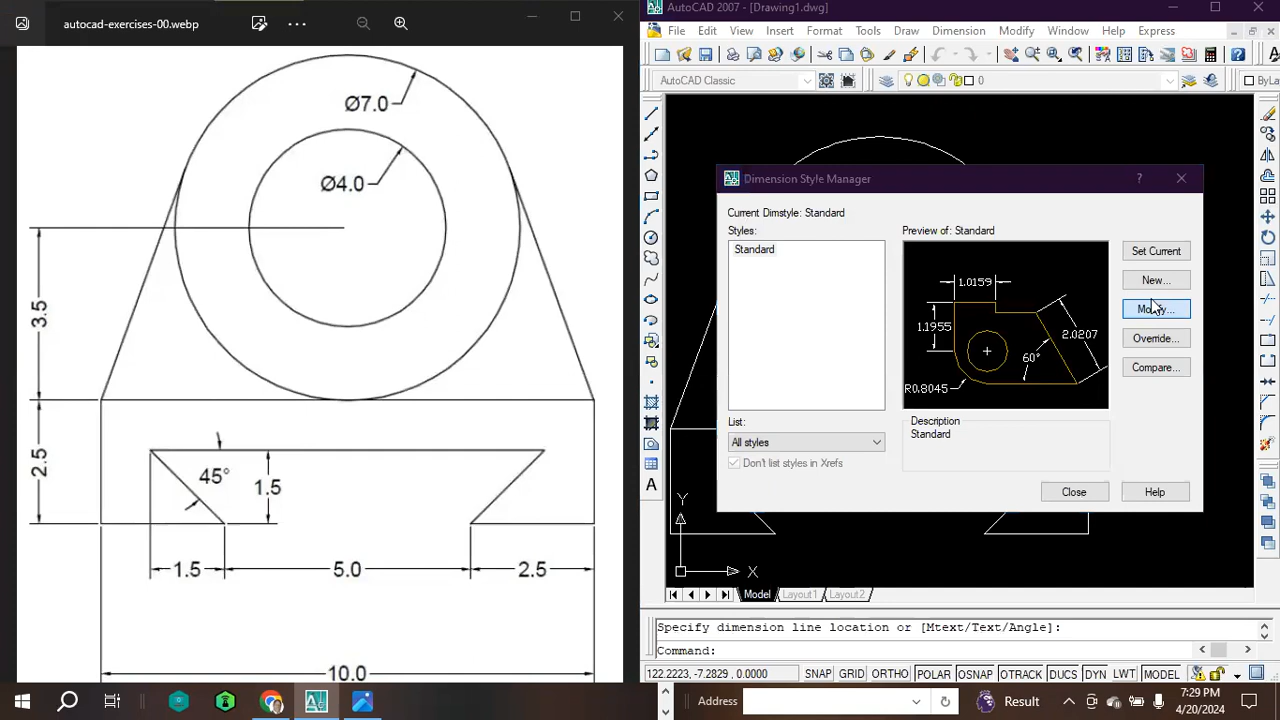 autocad-exercises-00.webp
Ø7.0
Ø4.0
3.5
2.5
45°
1.5
1.5
5.0
2.5
10.0
AutoCAD 2007 - [Drawing1.dwg]
File Edit View Insert Format Tools Draw Dimension Modify Window Help Express
AutoCAD Classic
0
ByLa
Dimension Style Manager
Current Dimstyle: Standard
Styles:
Standard
List:
All styles
Don't list styles in Xrefs
Preview of: Standard
1.0159
1.1955
2.0207
60°
R0.8045
Description
Standard
Set Current
New...
Modify...
Override...
Compare...
Close
Help
Y
X
Model Layout1 Layout2
Specify dimension line location or [Mtext/Text/Angle]:
Command:
122.2223, -7.2829, 0.0000 SNAP GRID ORTHO POLAR OSNAP OTRACK DUCS DYN LWT MODEL
Address
Result
7:29 PM
4/20/2024